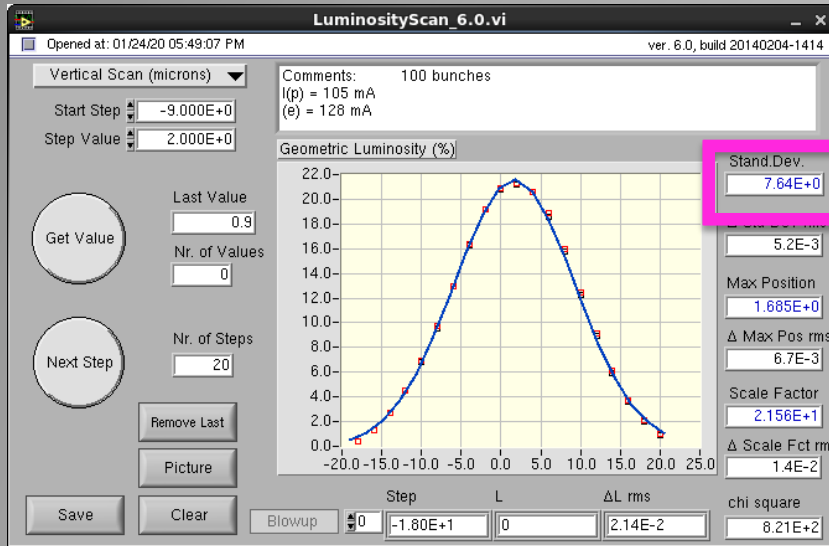 LuminosityScan_6.0.vi
Opened at: 01/24/20 05:49:07 PM
ver. 6.0, build 20140204-1414
Vertical Scan (microns)
Start Step
-9.000E+0
Step Value
2.000E+0
Comments: 100 bunches
I(p) = 105 mA
(e) = 128 mA
Get Value
Last Value
0.9
Nr. of Values
0
Next Step
Nr. of Steps
20
Remove Last
Picture
Save
Clear
Geometric Luminosity (%)
22.0
20.0
18.0
16.0
14.0
12.0
10.0
8.0
6.0
4.0
2.0
0.0
-20.0 -15.0 -10.0 -5.0 0.0 5.0 10.0 15.0 20.0 25.0
Stand.Dev.
7.64E+0
5.2E-3
Max Position
1.685E+0
Δ Max Pos rms
6.7E-3
Scale Factor
2.156E+1
Δ Scale Fct rm
1.4E-2
chi square
8.21E+2
Blowup
0
Step
-1.80E+1
L
0
ΔL rms
2.14E-2